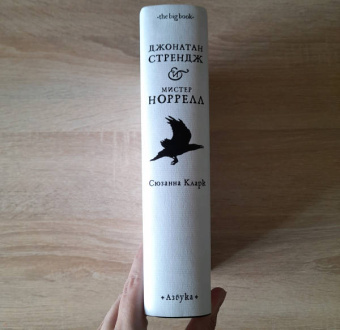 ·the big book·
ДЖОНАТАН
СТРЕНДЖ
&
МИСТЕР
НОРРЕЛЛ
Сюзанна Кларк
• Азбука •